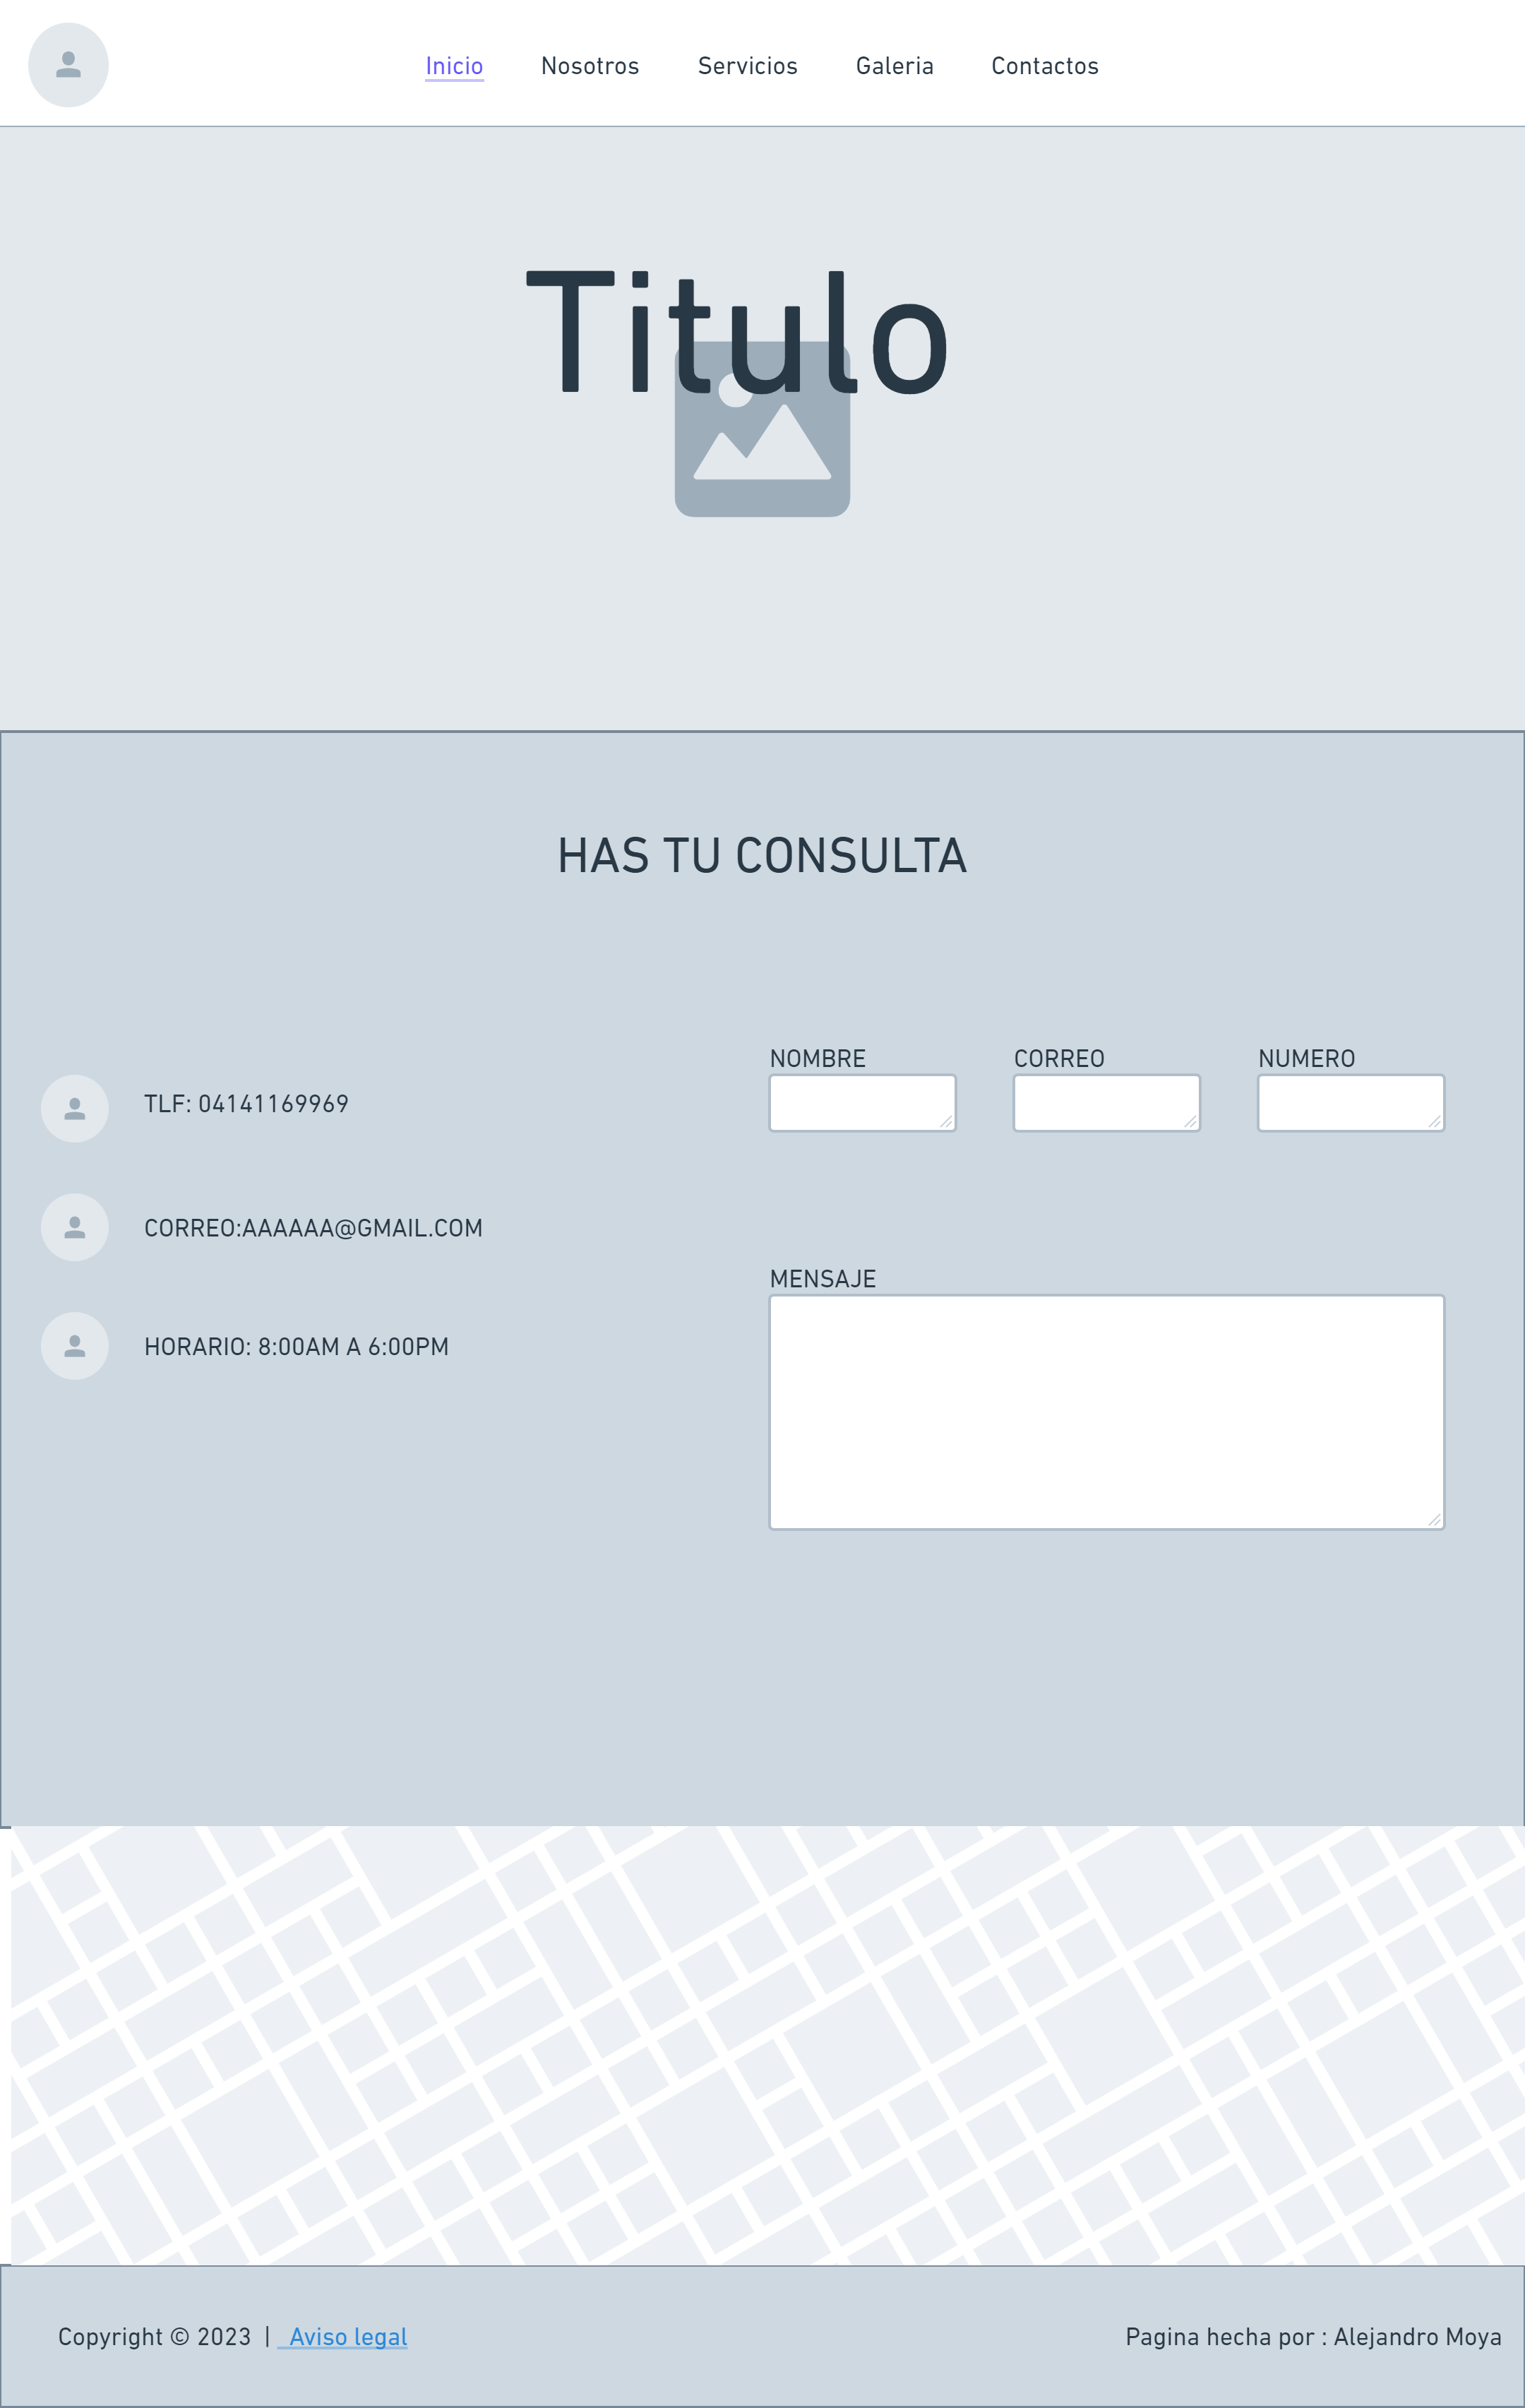 Inicio Nosotros Servicios Galeria Contactos
Titulo
HAS TU CONSULTA
TLF: 04141169969
CORREO:AAAAAA@GMAIL.COM
HORARIO: 8:00AM A 6:00PM
NOMBRE CORREO NUMERO
MENSAJE
Copyright © 2023 | Aviso legal
Pagina hecha por : Alejandro Moya